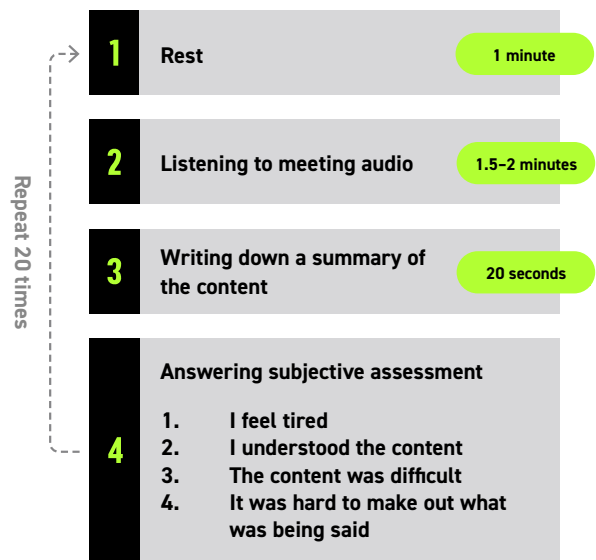 1
Rest
1 minute
2
Listening to meeting audio
1.5–2 minutes
3
Writing down a summary of
the content
20 seconds
Repeat 20 times
4
Answering subjective assessment
1. I feel tired
2. I understood the content
3. The content was difficult
4. It was hard to make out what
was being said